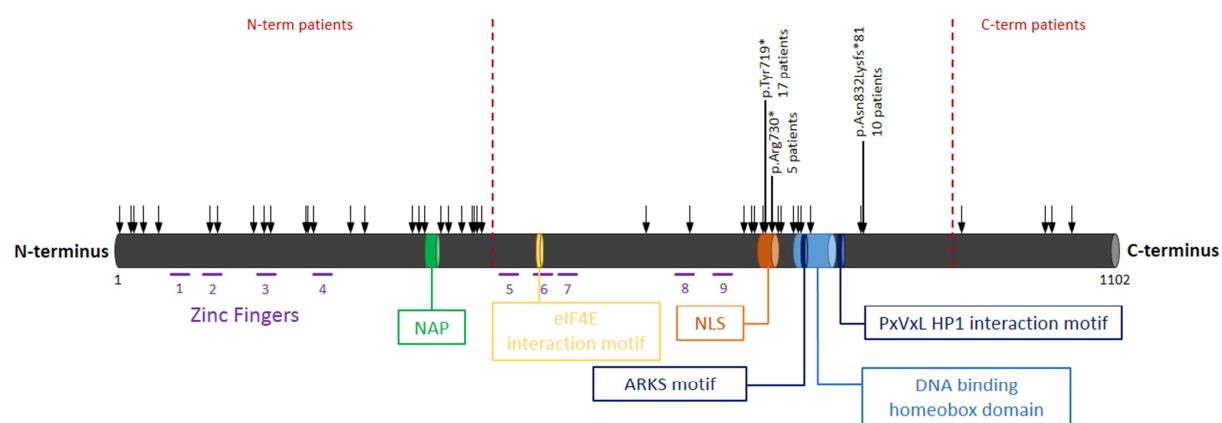 N-term patients
C-term patients
p.Tyr719*
17 patients
p.Arg730*
5 patients
p.Asn832Lysfs*81
10 patients
N-terminus
C-terminus
1
1102
1
2
3
4
5
6
7
8
9
Zinc Fingers
NAP
eIF4E
interaction motif
NLS
PxVxL HP1 interaction motif
ARKS motif
DNA binding
homeobox domain